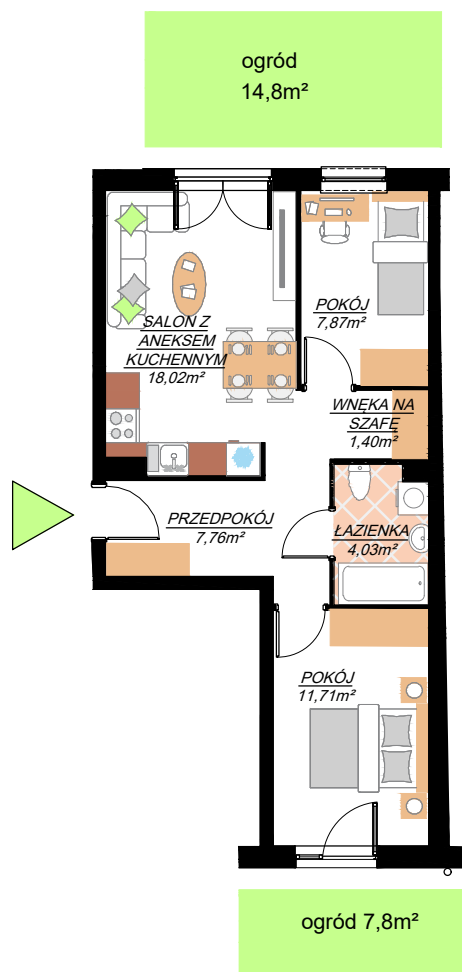 ogród
14,8m²
POKÓJ
7,87m²
SALON Z
ANEKSEM
KUCHENNYM
18,02m²
WNĘKA NA
SZAFĘ
1,40m²
PRZEDPOKÓJ
7,76m²
ŁAZIENKA
4,03m²
POKÓJ
11,71m²
ogród 7,8m²